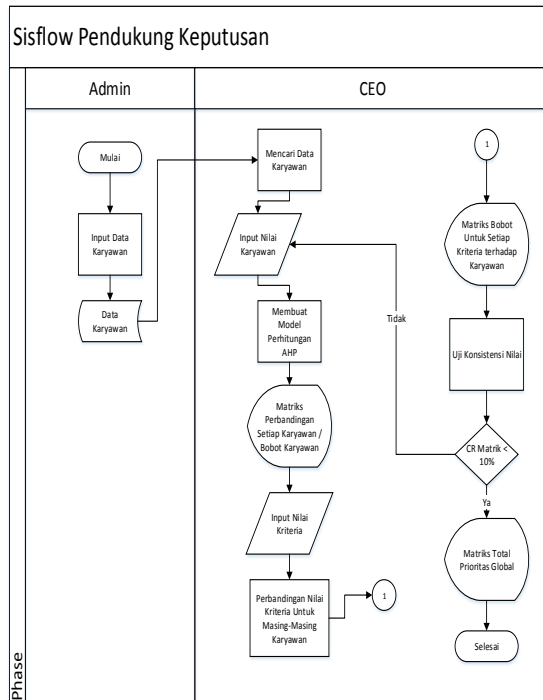 Sisflow Pendukung Keputusan
Admin
CEO
Mulai
Input Data
Karyawan
Data
Karyawan
Mencari Data
Karyawan
Input Nilai
Karyawan
Membuat
Model
Perhitungan
AHP
Matriks
Perbandingan
Setiap Karyawan /
Bobot Karyawan
Input Nilai
Kriteria
Perbandingan Nilai
Kriteria Untuk
Masing-Masing
Karyawan
1
1
Matriks Bobot
Untuk Setiap
Kriteria terhadap
Karyawan
Uji Konsistensi Nilai
CR Matrik <
10%
Tidak
Ya
Matriks Total
Prioritas Global
Selesai
Phase